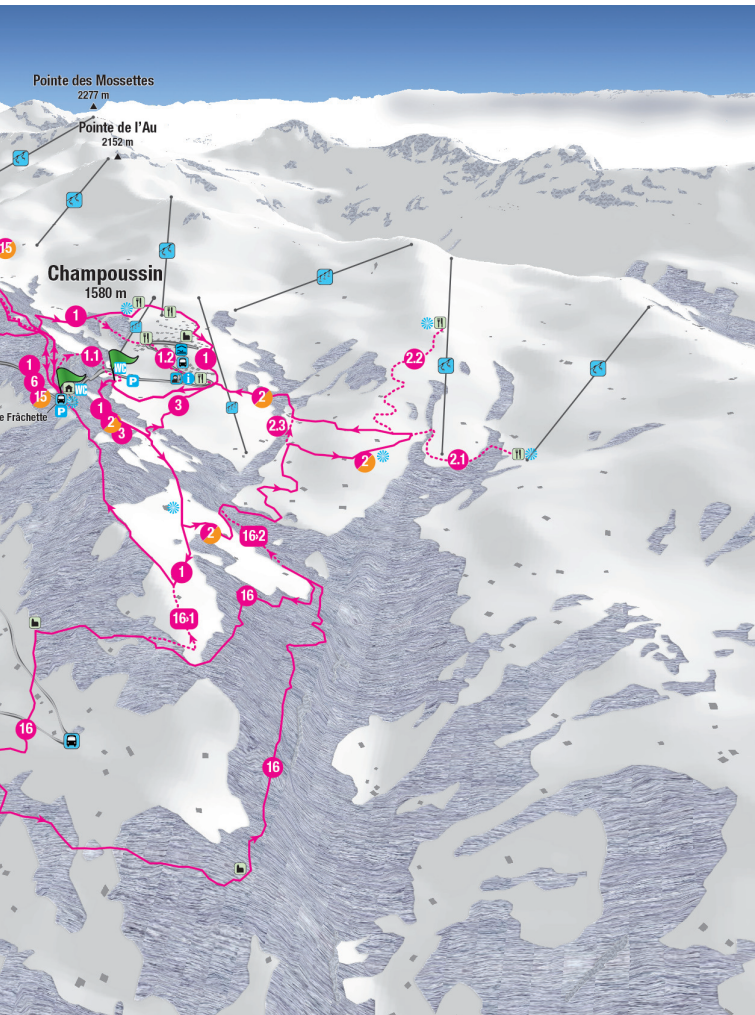 Pointe des Mossettes
2277 m
Pointe de l'Au
2152 m
15
Champoussin
1580 m
1
1.1
1.2
1
1
WC
6
WC
P
i
15
P
e Frâchette
1
2
3
3
2
2.2
2.3
2
2.1
2
16›2
1
16
16›1
16
16